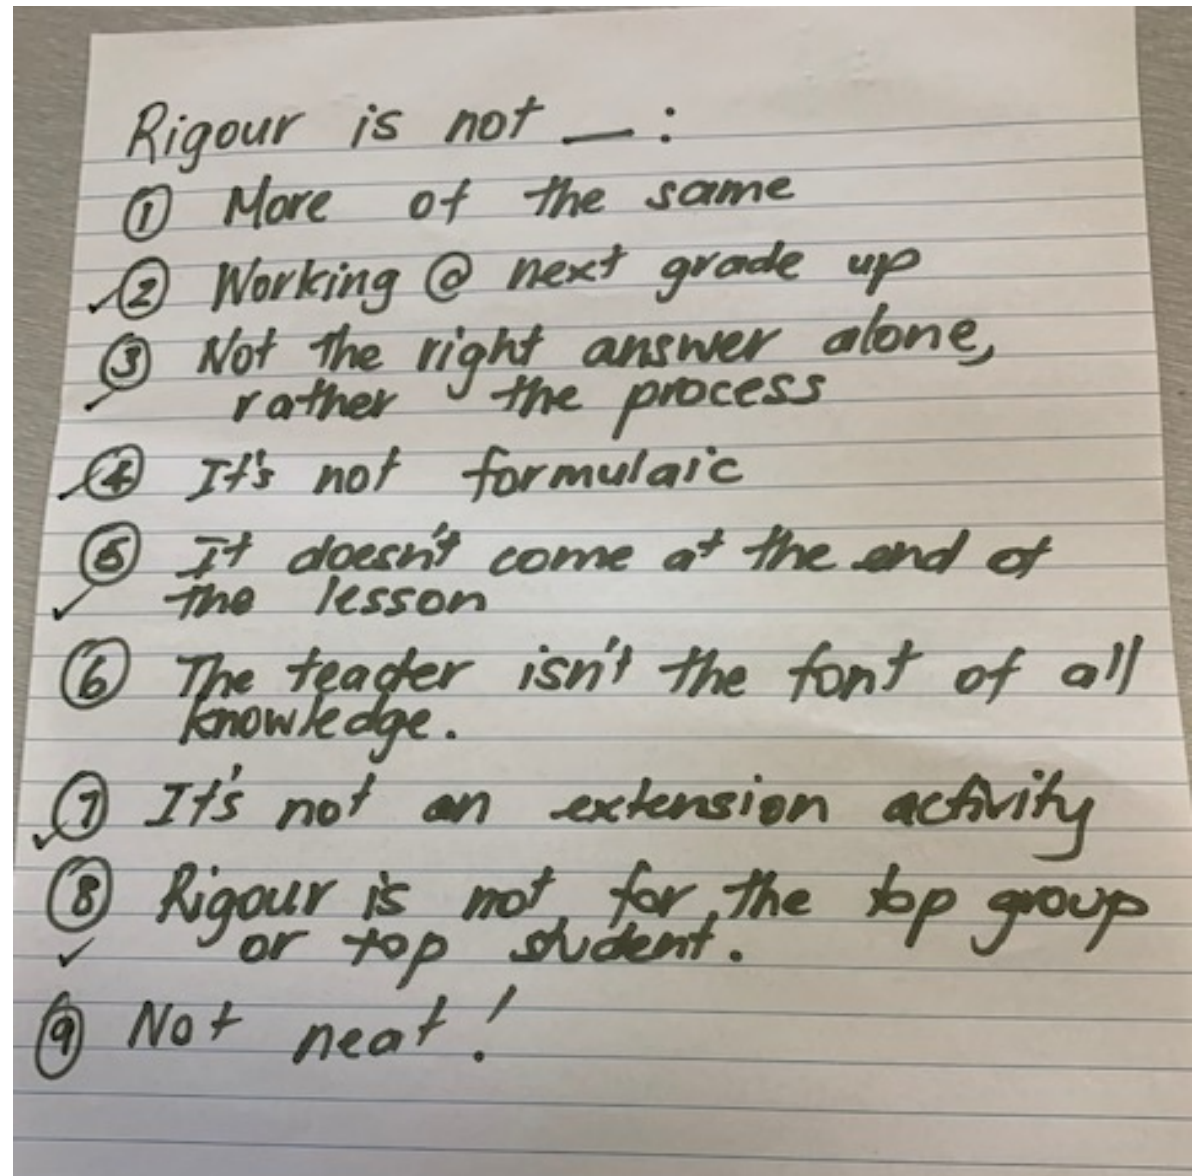 Rigour is not — :
① More of the same
✓② Working @ next grade up
③ Not the right answer alone,
✓ rather the process
✓④ It's not formulaic
⑤ It doesn't come at the end of
✓ the lesson
⑥ The teacher isn't the font of all
knowledge.
✓⑦ It's not an extension activity
⑧ Rigour is not for the top group
✓ or top student.
⑨ Not neat!